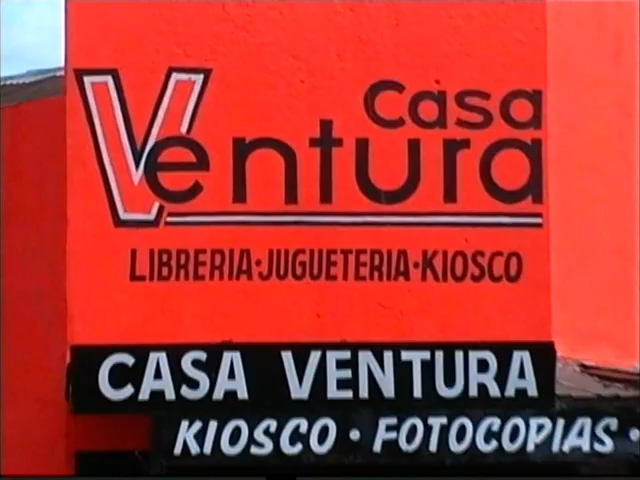 Casa
Ventura
LIBRERIA·JUGUETERIA·KIOSCO
CASA VENTURA
KIOSCO · FOTOCOPIAS ·